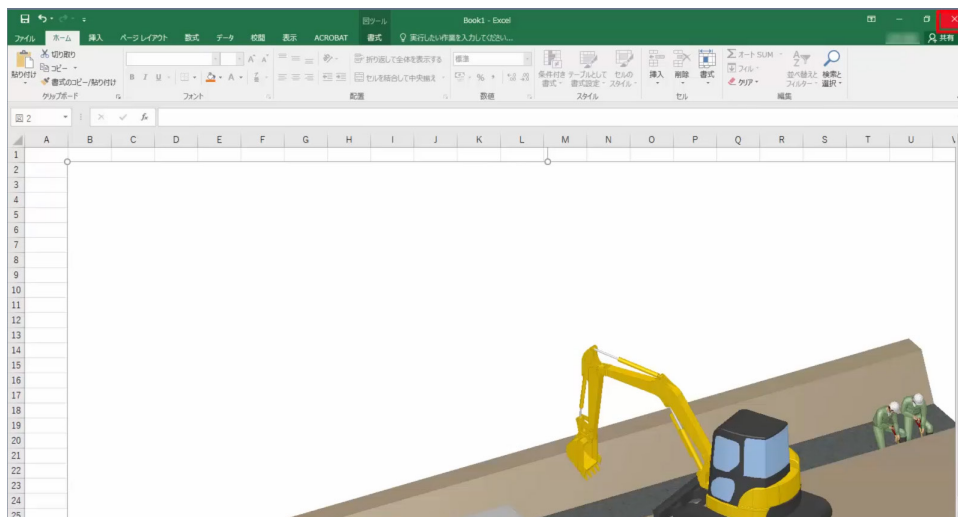 図ツール
Book1 - Excel
ファイル ホーム 挿入 ページ レイアウト 数式 データ 校閲 表示 ACROBAT 書式 実行したい作業を入力してください... 共有
貼り付け
切り取り
コピー
書式のコピー/貼り付け
クリップボード
B I U
A A A
フォント
折り返して全体を表示する
セルを結合して中央揃え
配置
標準
%
数値
条件付き書式
テーブルとして書式設定
セルのスタイル
スタイル
挿入 削除 書式
セル
オート SUM
フィル
クリア
並べ替えと フィルター
検索と 選択
編集
図 2
fx
A B C D E F G H I J K L M N O P Q R S T U
1
2
3
4
5
6
7
8
9
10
11
12
13
14
15
16
17
18
19
20
21
22
23
24
25